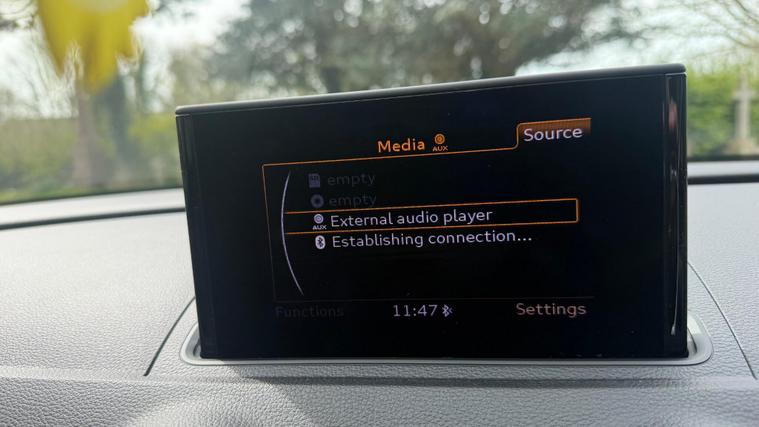 Media AUX
Source
empty
empty
AUX External audio player
Establishing connection...
Functions 11:47 Settings